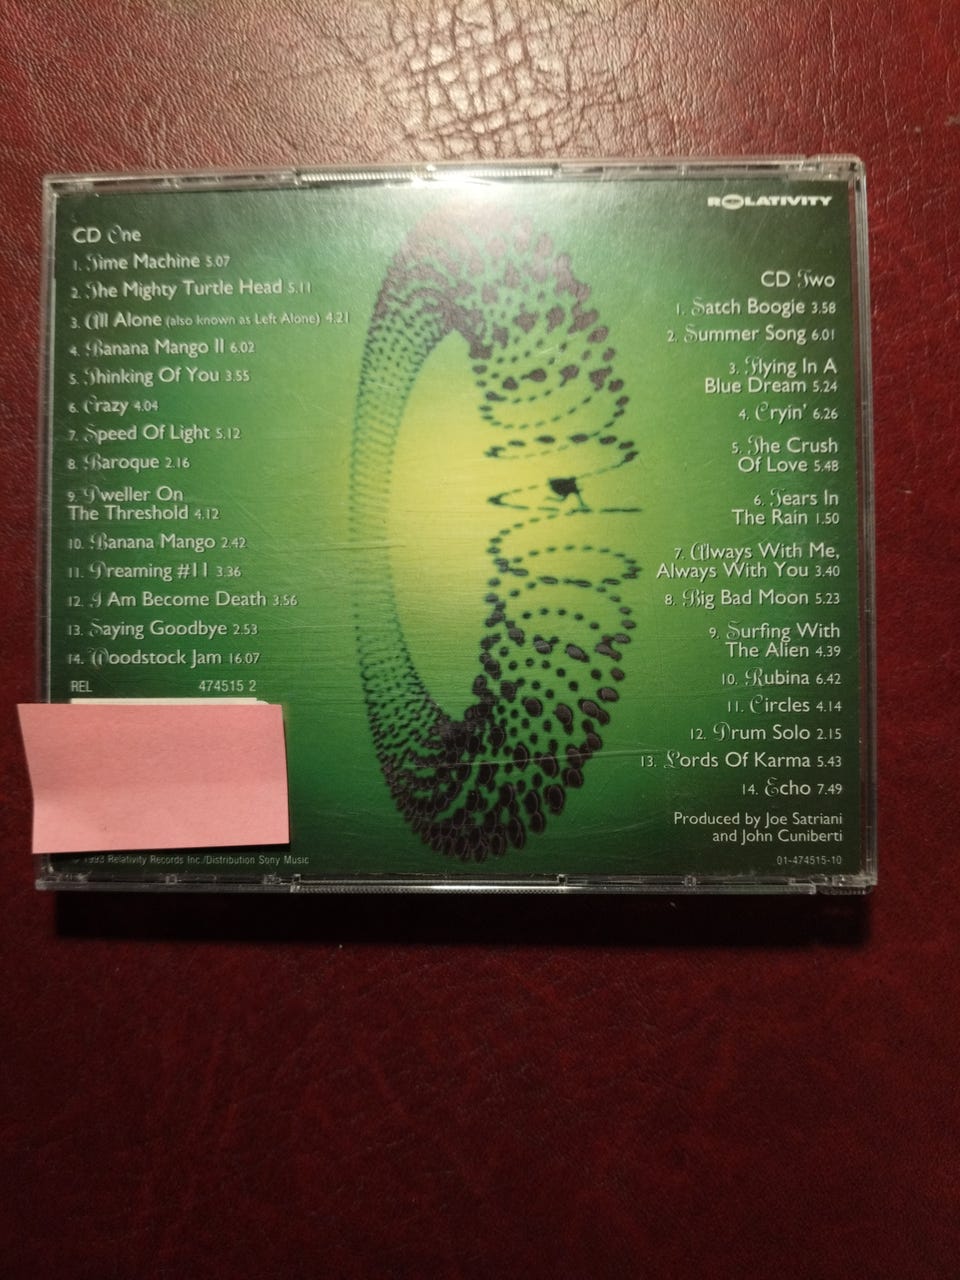 RELATIVITY
CD One
1. Time Machine 5.07
2. The Mighty Turtle Head 5.11
3. All Alone (also known as Left Alone) 4.21
4. Banana Mango II 6.02
5. Thinking Of You 3.55
6. Crazy 4.04
7. Speed Of Light 5.12
8. Baroque 2.16
9. Dweller On
The Threshold 4.12
10. Banana Mango 2.42
11. Dreaming #11 3.36
12. I Am Become Death 3.56
13. Saying Goodbye 2.53
14. Woodstock Jam 16.07
REL 474515 2
© 1993 Relativity Records Inc./Distribution Sony Music
CD Two
1. Satch Boogie 3.58
2. Summer Song 6.01
3. Flying In A
Blue Dream 5.24
4. Cryin' 6.26
5. The Crush
Of Love 5.48
6. Tears In
The Rain 1.50
7. Always With Me,
Always With You 3.40
8. Big Bad Moon 5.23
9. Surfing With
The Alien 4.39
10. Rubina 6.42
11. Circles 4.14
12. Drum Solo 2.15
13. Lords Of Karma 5.43
14. Echo 7.49
Produced by Joe Satriani
and John Cuniberti
01-474515-10